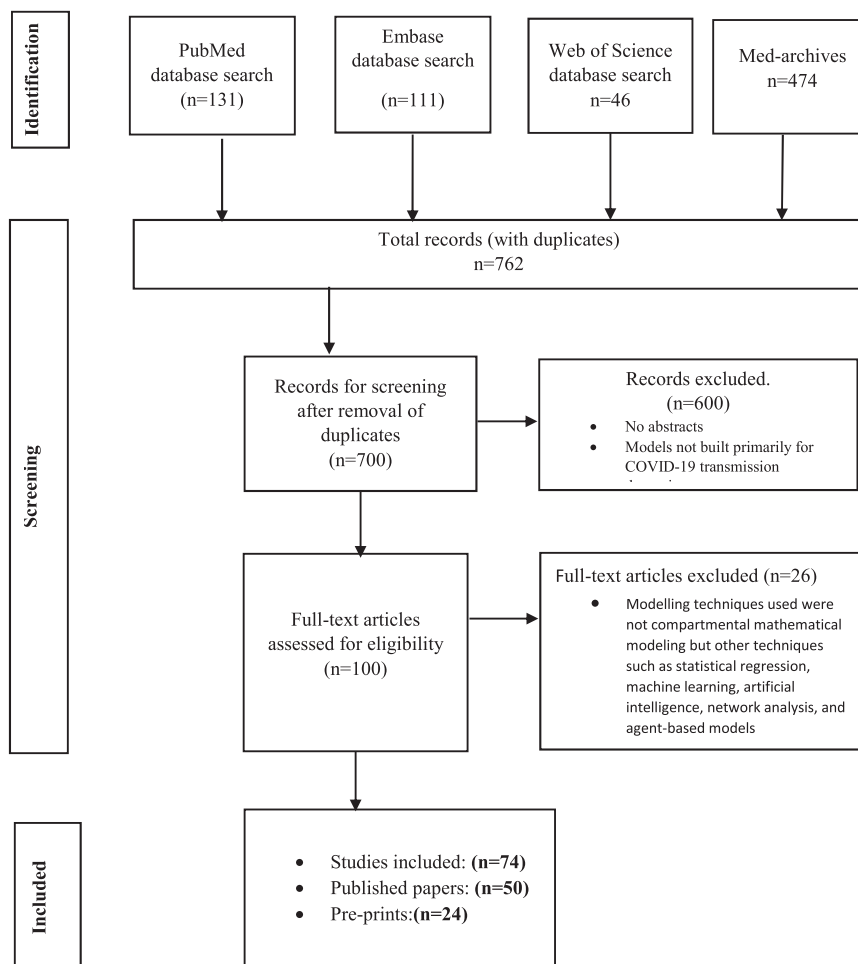 Identification
PubMed
database search
(n=131)
Embase
database search
(n=111)
Web of Science
database search
n=46
Med-archives
n=474
Screening
Total records (with duplicates)
n=762
Records for screening
after removal of
duplicates
(n=700)
Records excluded.
(n=600)
• No abstracts
• Models not built primarily for
COVID-19 transmission
Full-text articles
assessed for eligibility
(n=100)
Full-text articles excluded (n=26)
• Modelling techniques used were
not compartmental mathematical
modeling but other techniques
such as statistical regression,
machine learning, artificial
intelligence, network analysis, and
agent-based models
Included
• Studies included: (n=74)
• Published papers: (n=50)
• Pre-prints:(n=24)